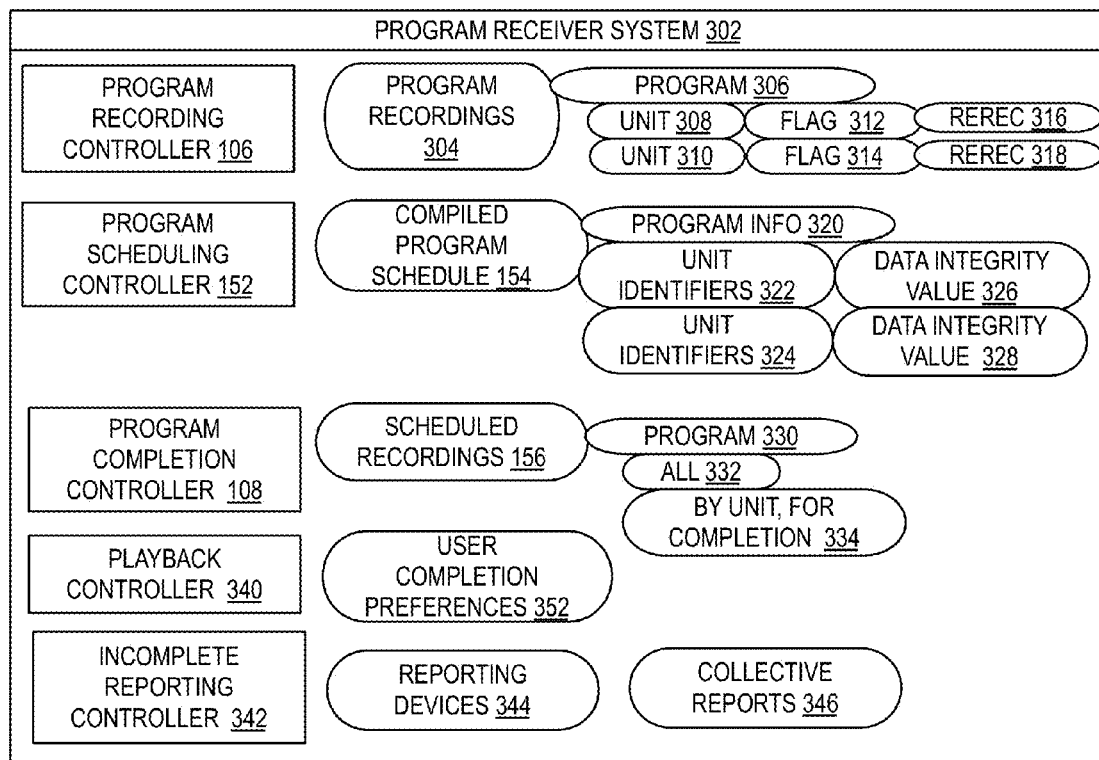 PROGRAM RECEIVER SYSTEM 302
PROGRAM
RECORDING
CONTROLLER 106
PROGRAM
RECORDINGS
304
PROGRAM 306
UNIT 308
FLAG 312
REREC 316
UNIT 310
FLAG 314
REREC 318
PROGRAM
SCHEDULING
CONTROLLER 152
COMPILED
PROGRAM
SCHEDULE 154
PROGRAM INFO 320
UNIT
IDENTIFIERS 322
DATA INTEGRITY
VALUE 326
UNIT
IDENTIFIERS 324
DATA INTEGRITY
VALUE 328
PROGRAM
COMPLETION
CONTROLLER 108
SCHEDULED
RECORDINGS 156
PROGRAM 330
ALL 332
BY UNIT, FOR
COMPLETION 334
PLAYBACK
CONTROLLER 340
USER
COMPLETION
PREFERENCES 352
INCOMPLETE
REPORTING
CONTROLLER 342
REPORTING
DEVICES 344
COLLECTIVE
REPORTS 346